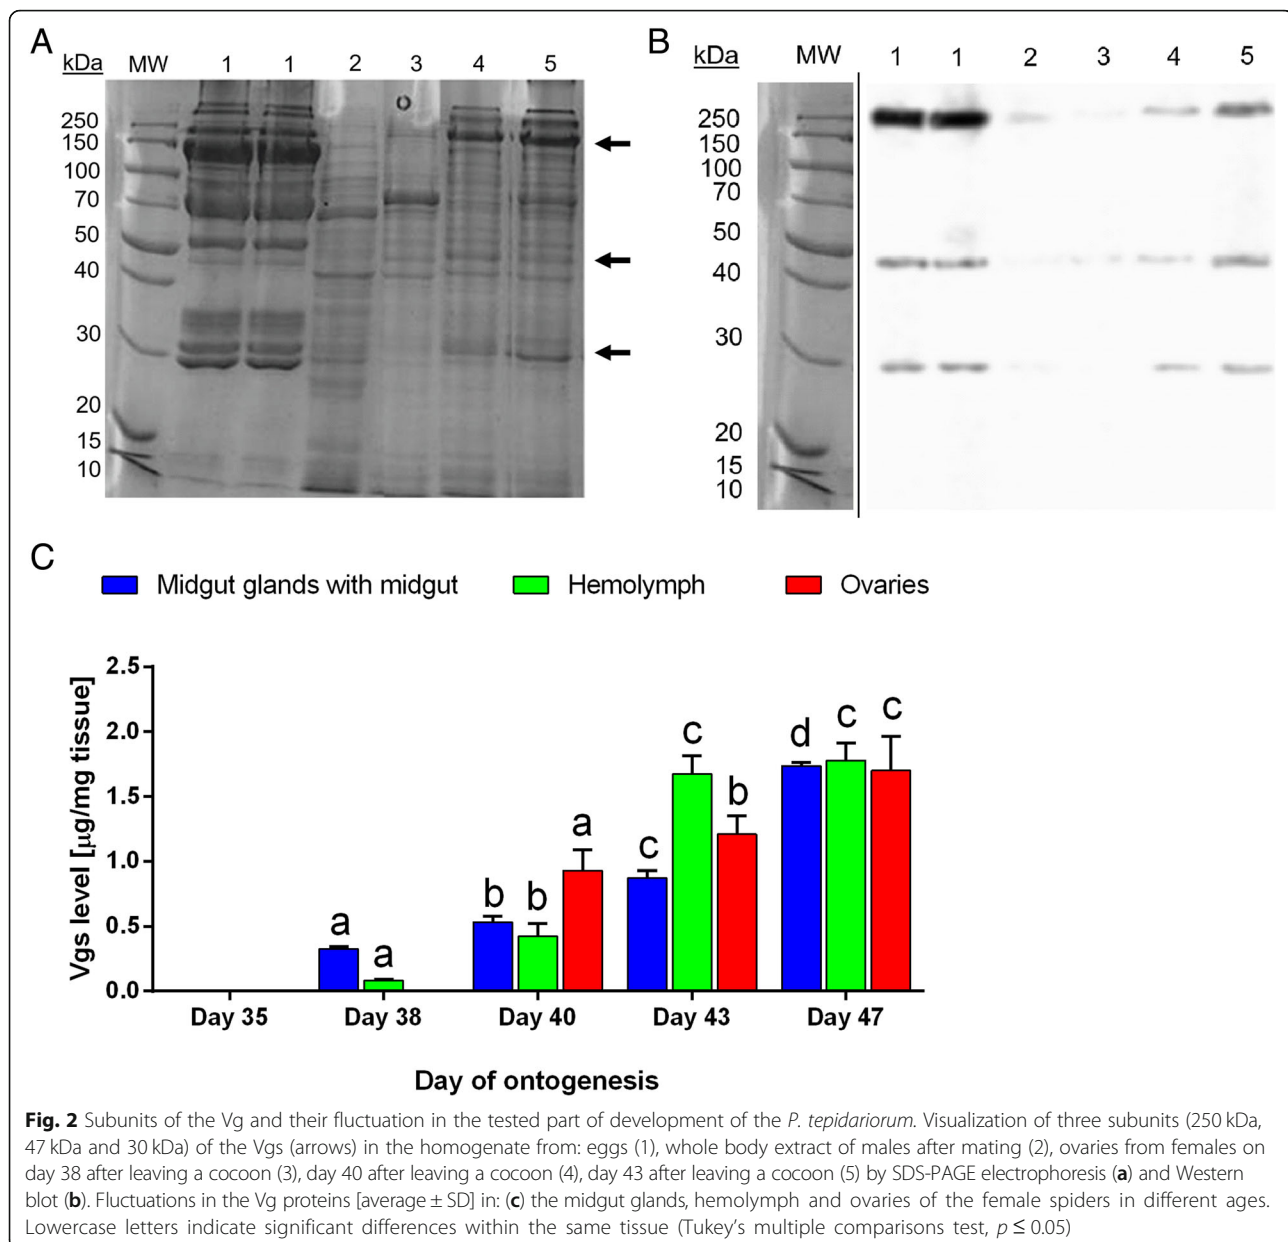 A
kDa MW 1 1 2 3 4 5
250
150
100
70
50
40
30
20
15
10
B
kDa MW 1 1 2 3 4 5
250
150
100
70
50
40
30
20
15
10
C
Midgut glands with midgut Hemolymph Ovaries
Vgs level [μg/mg tissue]
2.5
2.0
1.5
1.0
0.5
0.0
a a
b b a
c c b
d c c
Day 35 Day 38 Day 40 Day 43 Day 47
Day of ontogenesis
Fig. 2 Subunits of the Vg and their fluctuation in the tested part of development of the P. tepidariorum. Visualization of three subunits (250 kDa,
47 kDa and 30 kDa) of the Vgs (arrows) in the homogenate from: eggs (1), whole body extract of males after mating (2), ovaries from females on
day 38 after leaving a cocoon (3), day 40 after leaving a cocoon (4), day 43 after leaving a cocoon (5) by SDS-PAGE electrophoresis (a) and Western
blot (b). Fluctuations in the Vg proteins [average ± SD] in: (c) the midgut glands, hemolymph and ovaries of the female spiders in different ages.
Lowercase letters indicate significant differences within the same tissue (Tukey's multiple comparisons test, p ≤ 0.05)